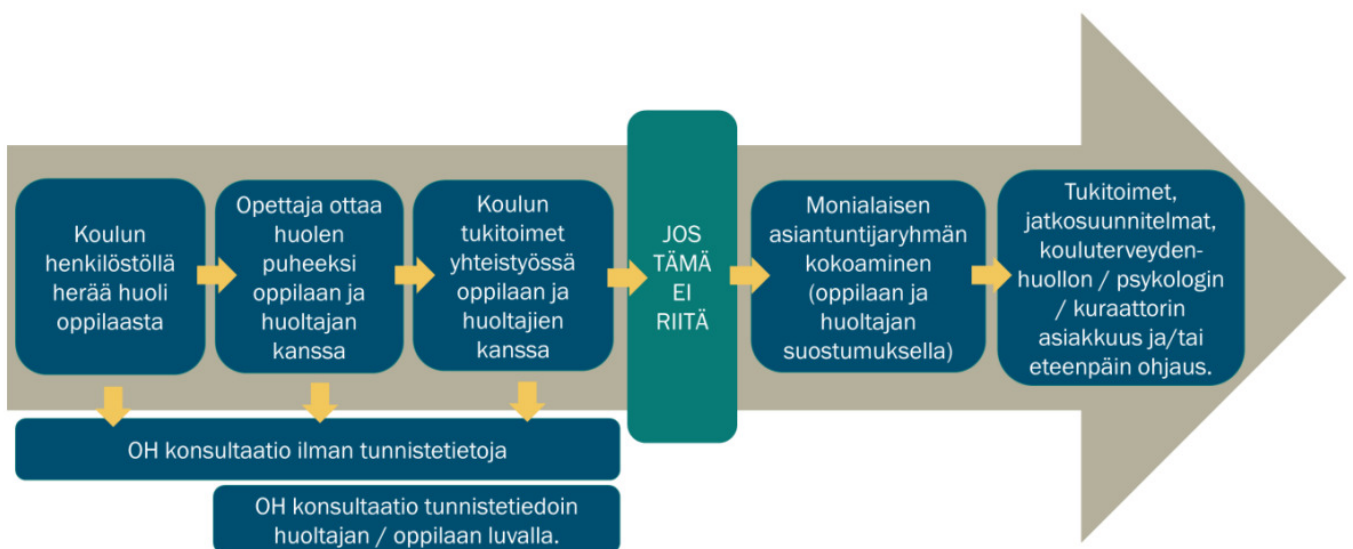 Koulun
henkilöstöllä
herää huoli
oppilaasta
Opettaja ottaa
huolen
puheeksi
oppilaan ja
huoltajan
kanssa
Koulun
tukitoimet
yhteistyössä
oppilaan ja
huoltajien
kanssa
JOS
TÄMÄ
EI
RIITÄ
Monialaisen
asiantuntijaryhmän
kokoaminen
(oppilaan ja
huoltajan
suostumuksella)
Tukitoimet,
jatkosuunnitelmat,
kouluterveyden-
huollon / psykologin
/ kuraattorin
asiakkuus ja/tai
eteenpäin ohjaus.
OH konsultaatio ilman tunnistetietoja
OH konsultaatio tunnistetiedoin
huoltajan / oppilaan luvalla.